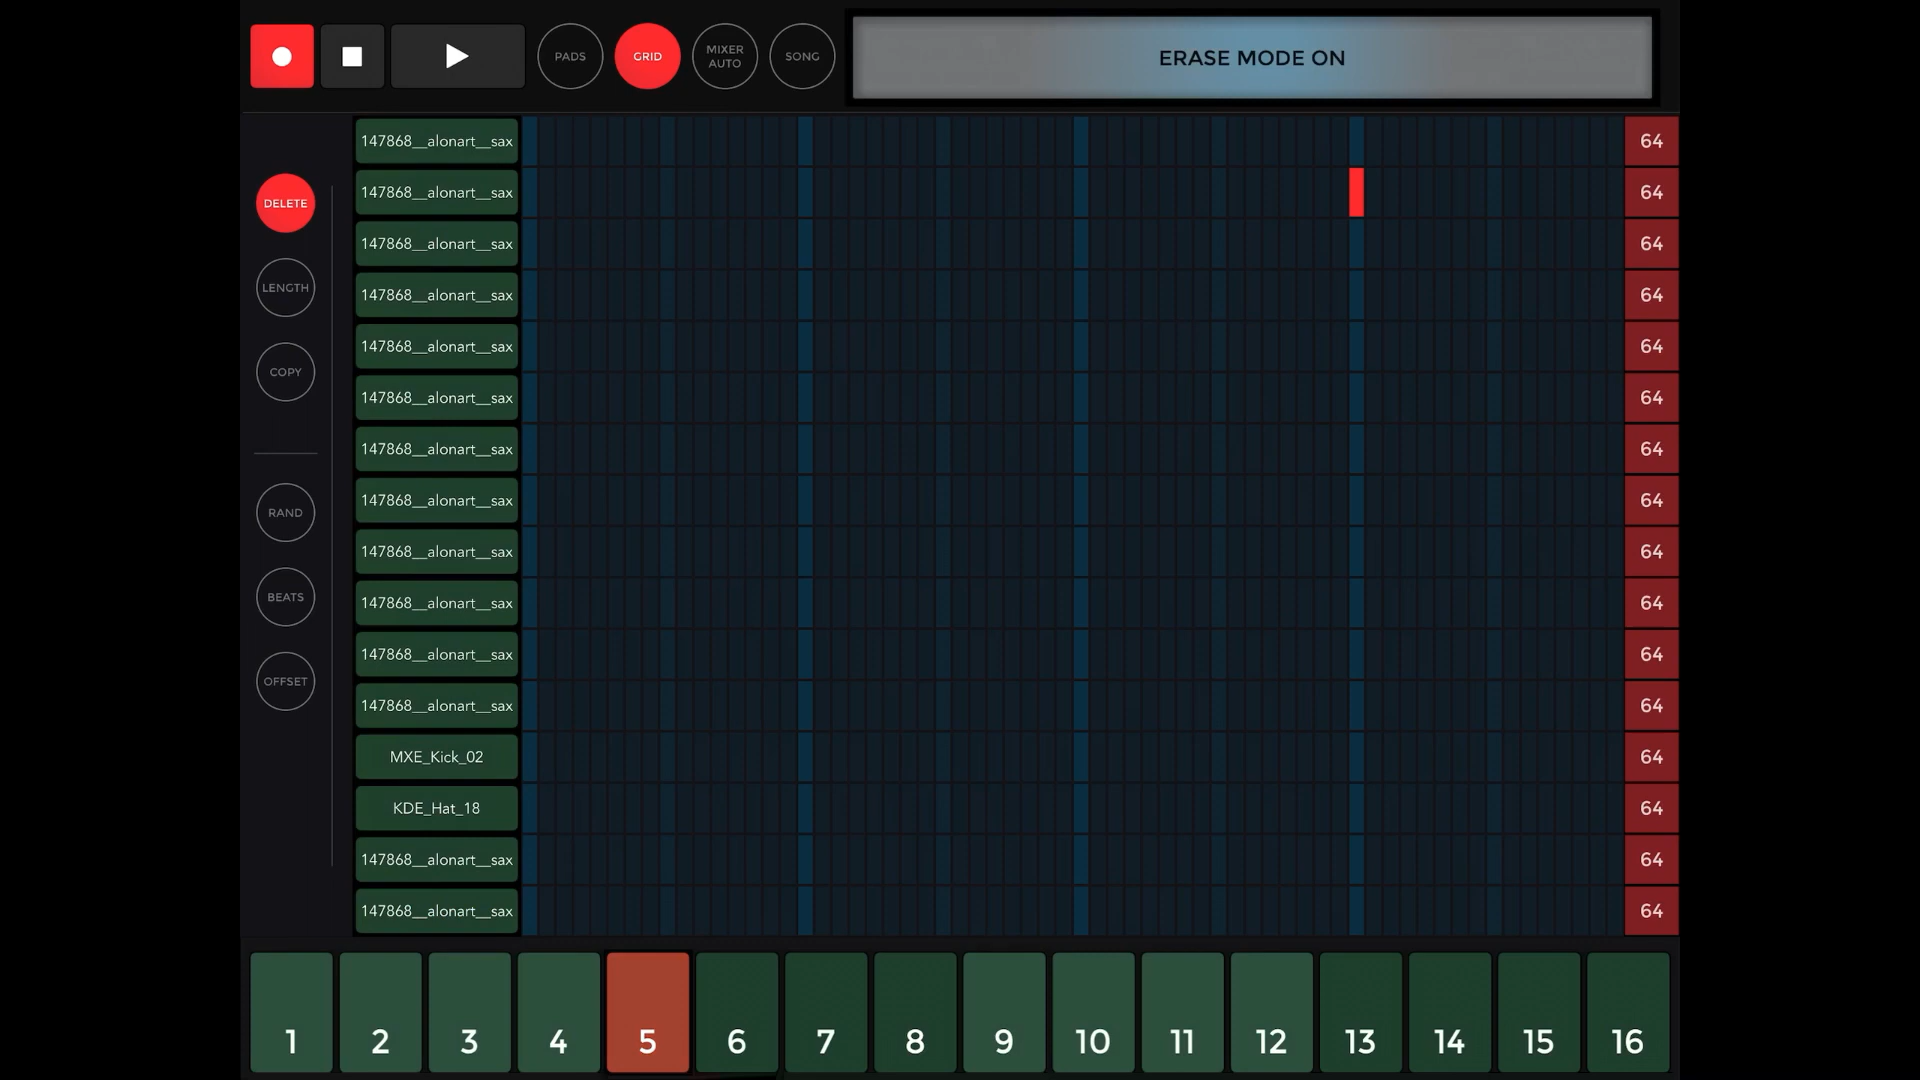 PADS
GRID
MIXER
AUTO
SONG
ERASE MODE ON
147868__alonart__sax 64
DELETE
147868__alonart__sax 64
147868__alonart__sax 64
LENGTH
147868__alonart__sax 64
147868__alonart__sax 64
COPY
147868__alonart__sax 64
147868__alonart__sax 64
147868__alonart__sax 64
RAND
147868__alonart__sax 64
147868__alonart__sax 64
BEATS
147868__alonart__sax 64
147868__alonart__sax 64
OFFSET
MXE_Kick_02 64
KDE_Hat_18 64
147868__alonart__sax 64
147868__alonart__sax 64
1 2 3 4 5 6 7 8 9 10 11 12 13 14 15 16